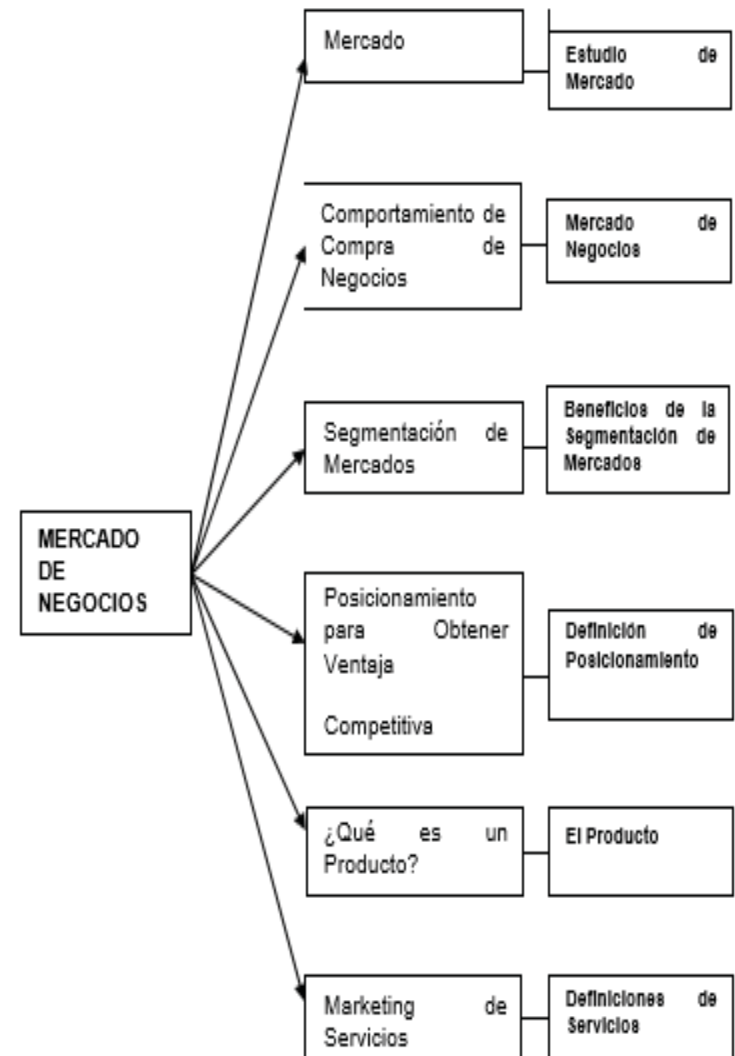 Mercado
Estudio de
Mercado
Comportamiento de
Compra de
Negocios
Mercado de
Negocios
Segmentación de
Mercados
Beneficios de la
Segmentación de
Mercados
MERCADO
DE
NEGOCIOS
Posicionamiento
para Obtener
Ventaja
Competitiva
Definición de
Posicionamiento
¿Qué es un
Producto?
El Producto
Marketing de
Servicios
Definiciones de
Servicios